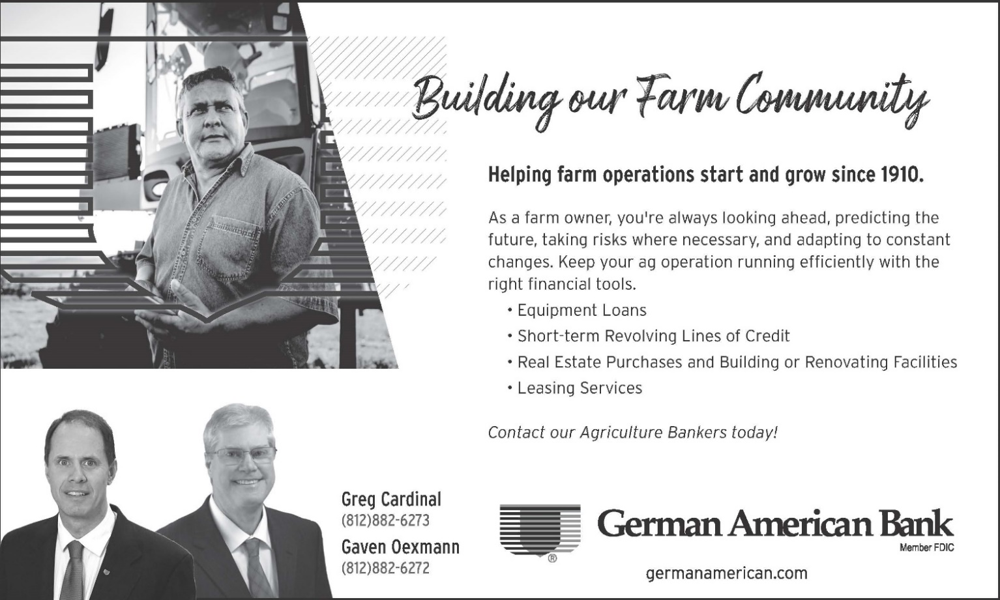 Building our Farm Community
Helping farm operations start and grow since 1910.
As a farm owner, you're always looking ahead, predicting the
future, taking risks where necessary, and adapting to constant
changes. Keep your ag operation running efficiently with the
right financial tools.
• Equipment Loans
• Short-term Revolving Lines of Credit
• Real Estate Purchases and Building or Renovating Facilities
• Leasing Services
Contact our Agriculture Bankers today!
Greg Cardinal
(812)882-6273
Gaven Oexmann
(812)882-6272
®
German American Bank
Member FDIC
germanamerican.com